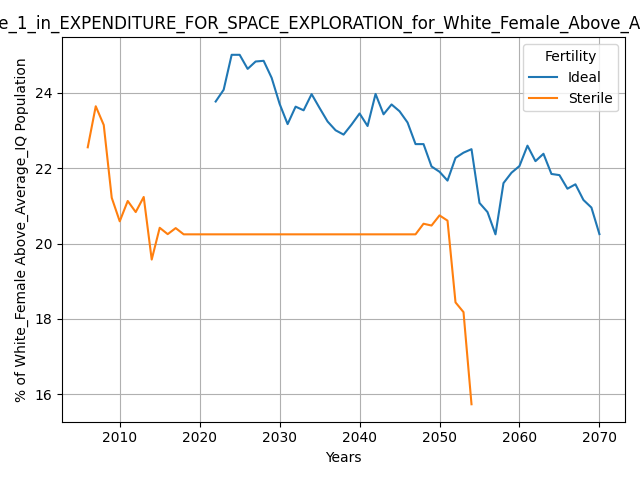 e_1_in_EXPENDITURE_FOR_SPACE_EXPLORATION_for_White_Female_Above_A
Fertility
Ideal
Sterile
% of White_Female Above_Average_IQ Population
24
22
20
18
16
2010 2020 2030 2040 2050 2060 2070
Years